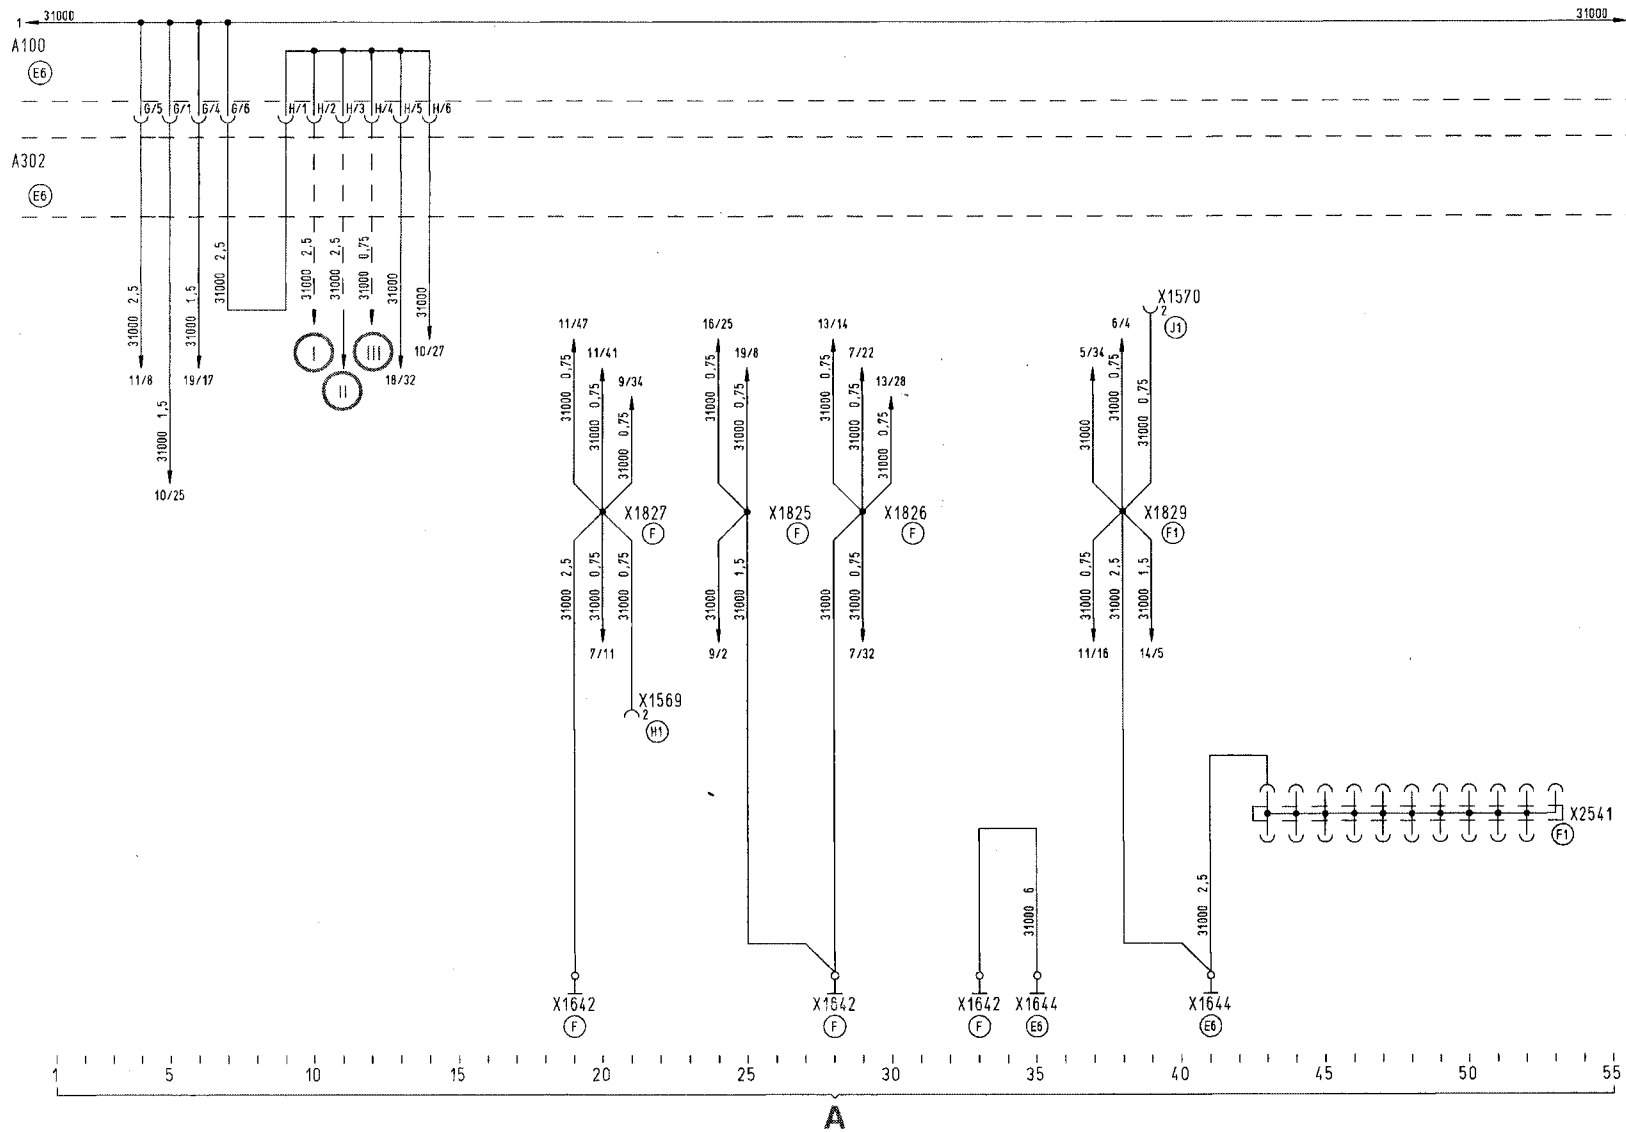 31000 31000
1
A100
E6
G/5 G/1 G/4 G/6 H/1 H/2 H/3 H/4 H/5 H/6
A302
E6
31000 2,5
31000 1,5
31000 1,5
31000 2,5
31000 2,5
31000 2,5
31000 0,75
31000
31000
11/8
10/25
19/17
I
II
III
18/32
10/27
11/47 11/41 9/34
31000 0,75
31000 0,75
31000 0,75
X1827
F
31000 2,5
31000 0,75
31000 0,75
7/11
X1569
2
H1
16/25 19/8
31000 0,75
31000 0,75
X1825
F
31000
31000 1,5
9/2
13/14 7/22 13/28
31000 0,75
31000 0,75
31000 0,75
X1826
F
31000
31000 0,75
7/32
5/34 6/4
X1570
2
J1
31000
31000 0,75
31000 0,75
X1829
F1
31000 0,75
31000 2,5
31000 1,5
11/16 14/5
31000 6
31000 2,5
X2541
F1
X1642 X1642 X1642 X1644 X1644
F F F E6 E6
1 5 10 15 20 25 30 35 40 45 50 55
A